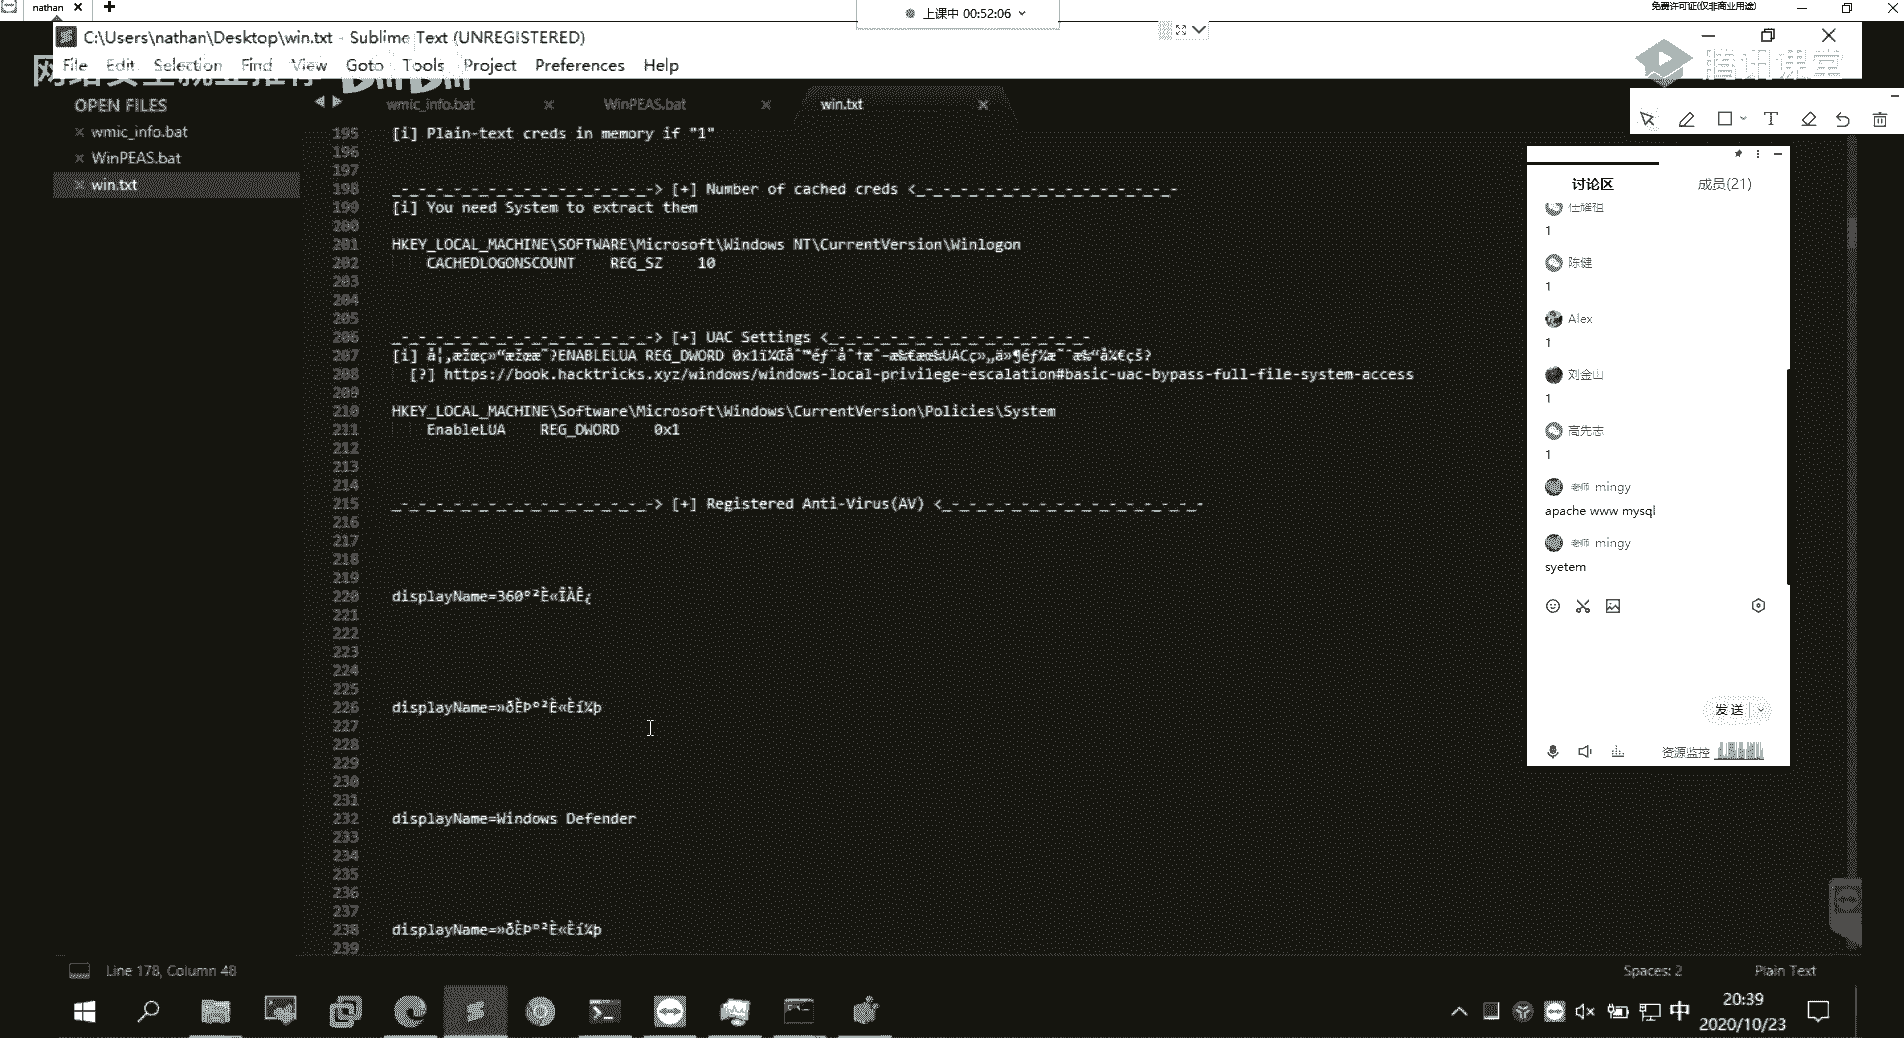 nathan
上课中 00:52:06
免费许可证(仅非商业用途)
C:\Users\nathan\Desktop\win.txt - Sublime Text (UNREGISTERED)
File Edit Selection Find View Goto Tools Project Preferences Help
腾讯课堂
OPEN FILES
wmic_info.bat
WinPEAS.bat
win.txt
wmic_info.bat WinPEAS.bat win.txt
195 [i] Plain-text creds in memory if "1"
196
197
198 _-_-_-_-_-_-_-_-_-_-_-_-_-_-_-> [+] Number of cached creds <_-_-_-_-_-_-_-_-_-_-_-_-_-_-_-
199 [i] You need System to extract them
200
201 HKEY_LOCAL_MACHINE\SOFTWARE\Microsoft\Windows NT\CurrentVersion\Winlogon
202 CACHEDLOGONSCOUNT REG_SZ 10
203
204
205
206 _-_-_-_-_-_-_-_-_-_-_-_-_-_-_-> [+] UAC Settings <_-_-_-_-_-_-_-_-_-_-_-_-_-_-_-
207 [i] ENABLELUA REG_DWORD
208 [?] https://book.hacktricks.xyz/windows/windows-local-privilege-escalation#basic-uac-bypass-full-file-system-access
209
210 HKEY_LOCAL_MACHINE\Software\Microsoft\Windows\CurrentVersion\Policies\System
211 EnableLUA REG_DWORD 0x1
212
213
214
215 _-_-_-_-_-_-_-_-_-_-_-_-_-_-_-> [+] Registered Anti-Virus(AV) <_-_-_-_-_-_-_-_-_-_-_-_-_-_-_-
216
217
218
219
220 displayName=360º²È«ÎÀÊ¿
221
222
223
224
225
226 displayName=»ðÈÞº²È«Èí¼þ
227
228
229
230
231
232 displayName=Windows Defender
233
234
235
236
237
238 displayName=»ðÈÞº²È«Èí¼þ
239
讨论区 成员(21)
1
陈健
1
Alex
1
刘金山
1
高先志
1
老师 mingy
apache www mysql
老师 mingy
syetem
发送
资源监控
Line 178, Column 48
Spaces: 2 Plain Text
中
20:39
2020/10/23